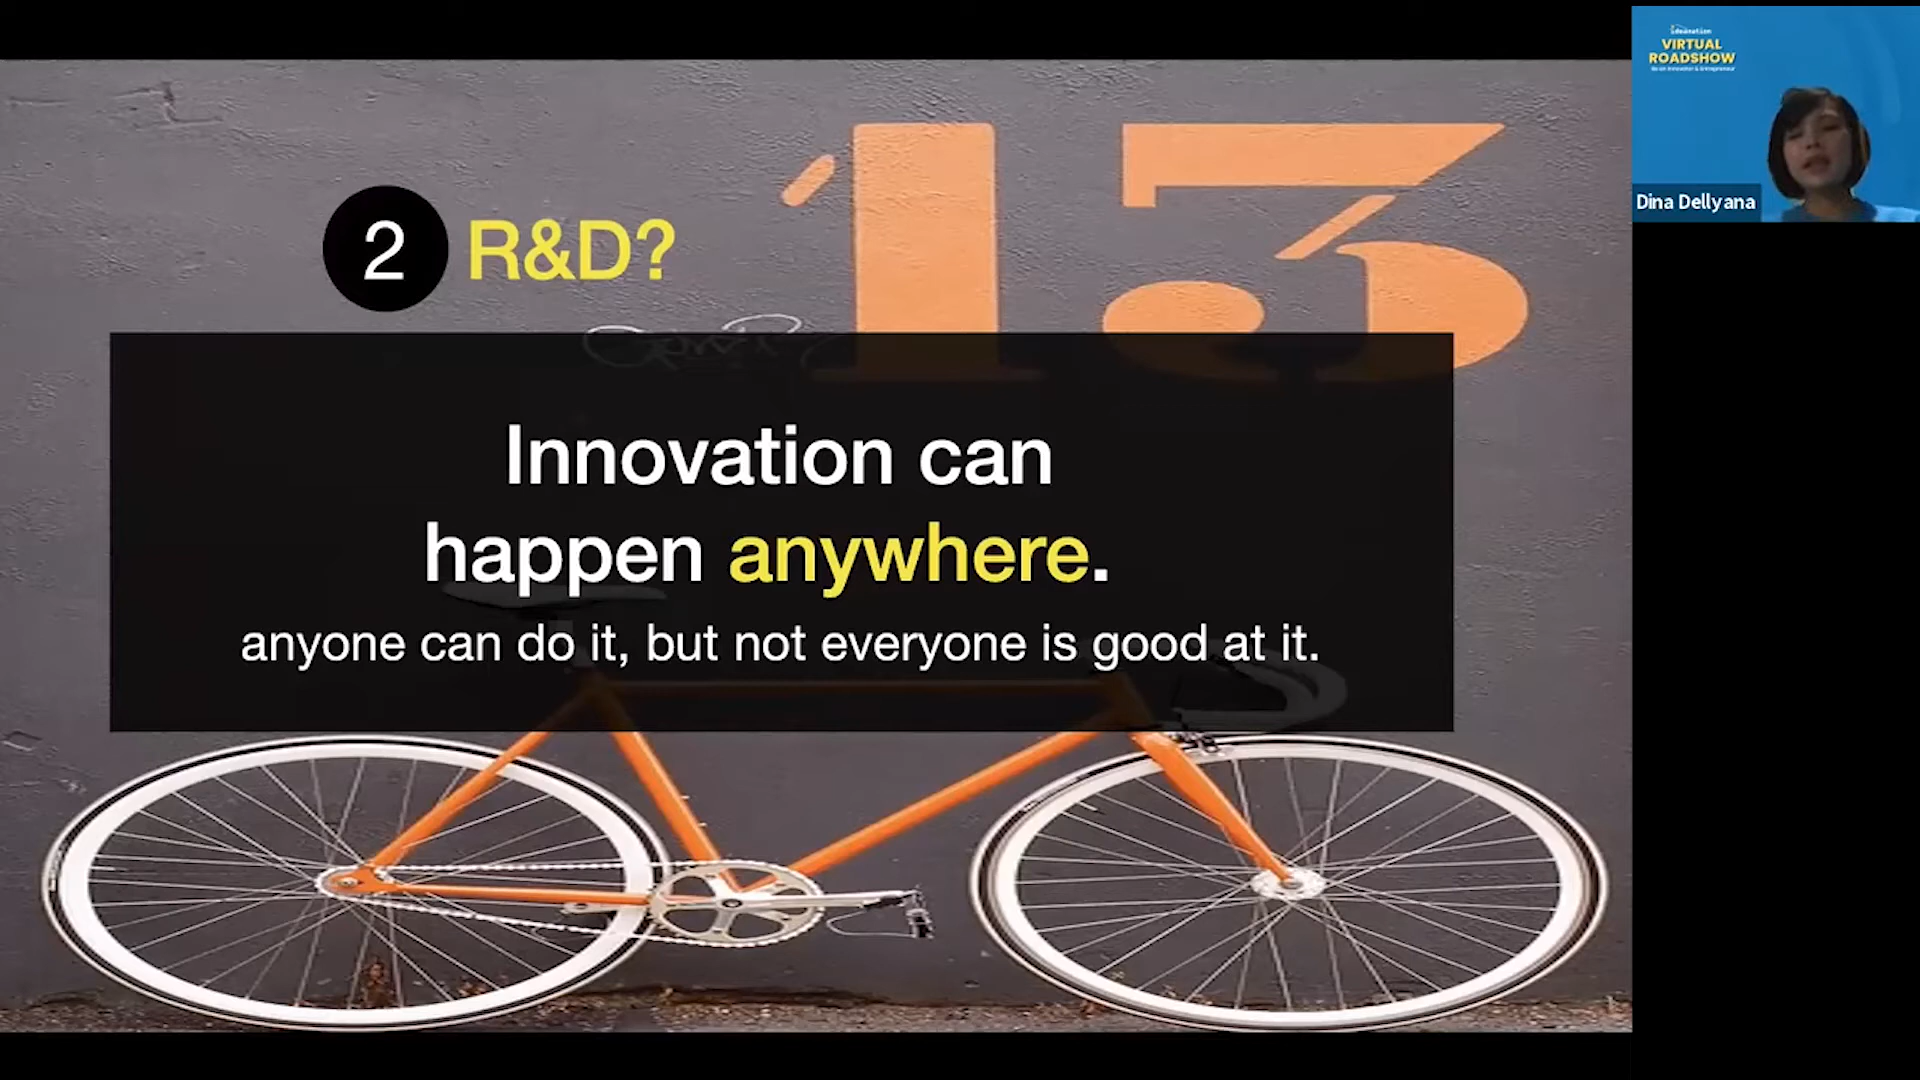 13
2 R&D?
Innovation can
happen anywhere.
anyone can do it, but not everyone is good at it.
ideanation
VIRTUAL
ROADSHOW
Dina Dellyana